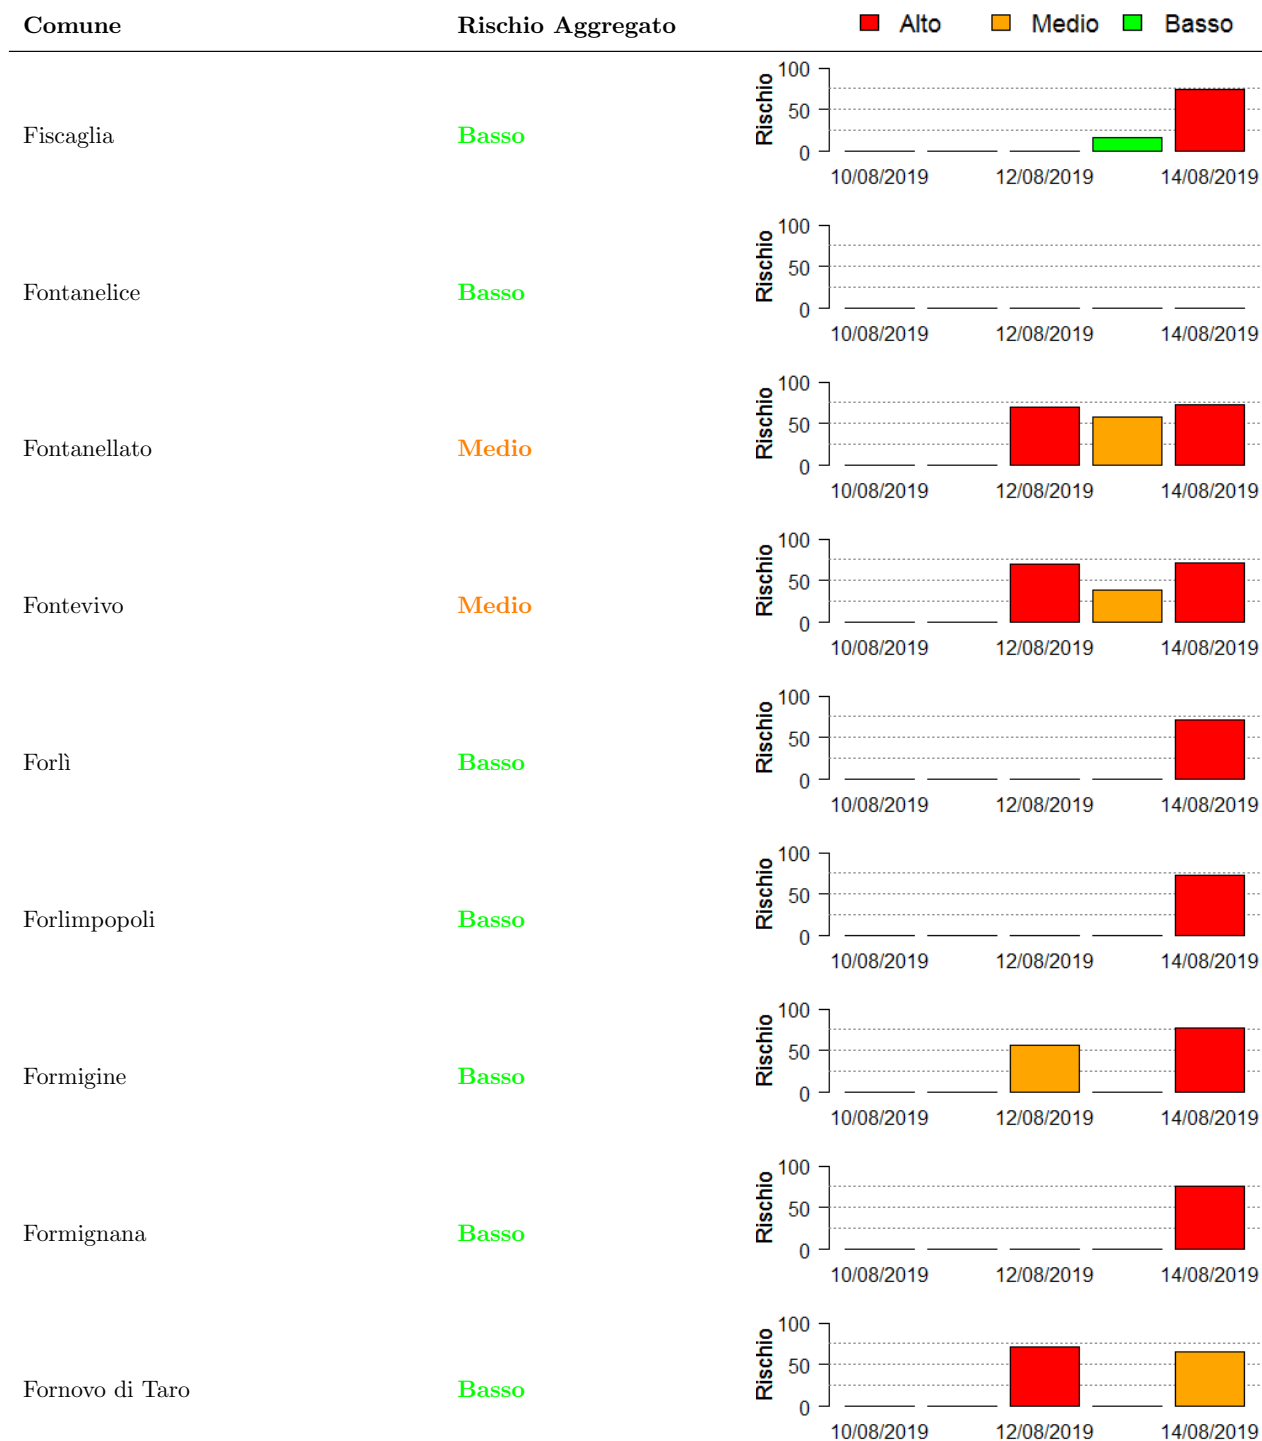 Comune Rischio Aggregato Alto Medio Basso
Fiscaglia Basso
Rischio
100
50
0
10/08/2019 12/08/2019 14/08/2019
Fontanelice Basso
Rischio
100
50
0
10/08/2019 12/08/2019 14/08/2019
Fontanellato Medio
Rischio
100
50
0
10/08/2019 12/08/2019 14/08/2019
Fontevivo Medio
Rischio
100
50
0
10/08/2019 12/08/2019 14/08/2019
Forlì Basso
Rischio
100
50
0
10/08/2019 12/08/2019 14/08/2019
Forlimpopoli Basso
Rischio
100
50
0
10/08/2019 12/08/2019 14/08/2019
Formigine Basso
Rischio
100
50
0
10/08/2019 12/08/2019 14/08/2019
Formignana Basso
Rischio
100
50
0
10/08/2019 12/08/2019 14/08/2019
Fornovo di Taro Basso
Rischio
100
50
0
10/08/2019 12/08/2019 14/08/2019